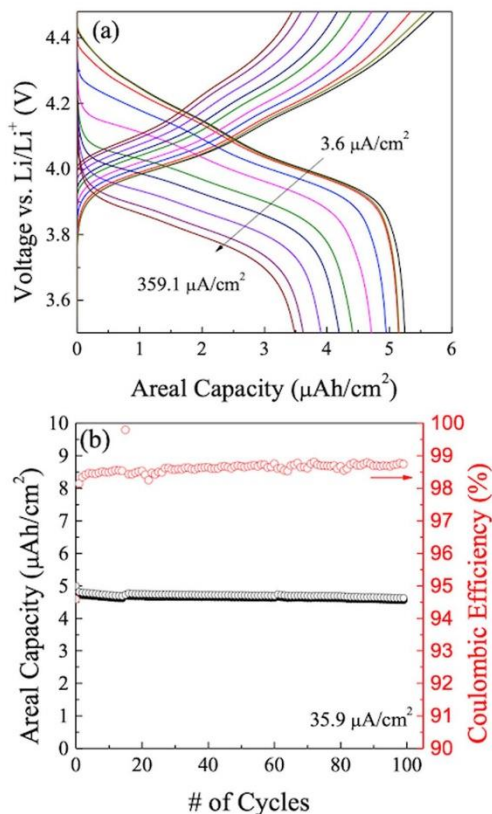 (a)
Voltage vs. Li/Li⁺ (V)
4.4
4.2
4.0
3.8
3.6
3.6 μA/cm²
359.1 μA/cm²
0 1 2 3 4 5 6
Areal Capacity (μAh/cm²)
(b)
Areal Capacity (μAh/cm²)
10
9
8
7
6
5
4
3
2
1
0
100
99
98
97
96
95
94
93
92
91
90
Coulombic Efficiency (%)
35.9 μA/cm²
0 20 40 60 80 100
# of Cycles